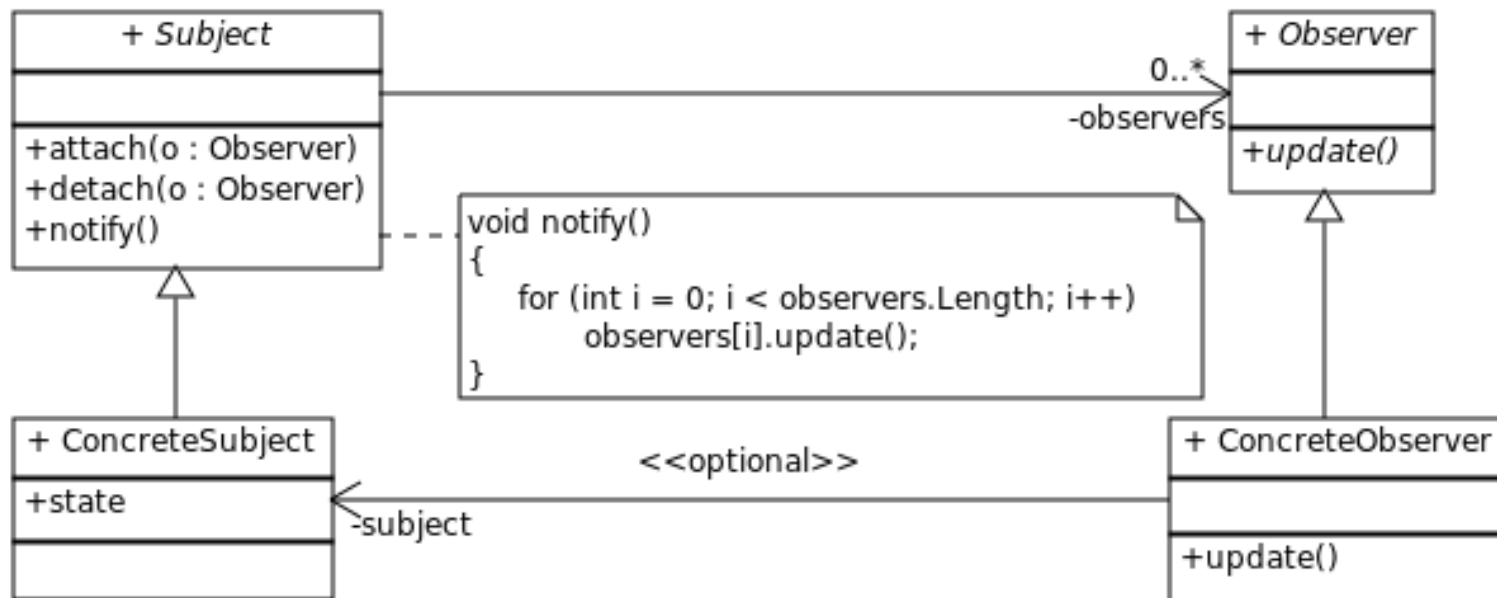 + Subject
+attach(o : Observer)
+detach(o : Observer)
+notify()
0..*
-observers
+ Observer
+update()
void notify()
{
for (int i = 0; i < observers.Length; i++)
observers[i].update();
}
+ ConcreteSubject
+state
<<optional>>
-subject
+ ConcreteObserver
+update()